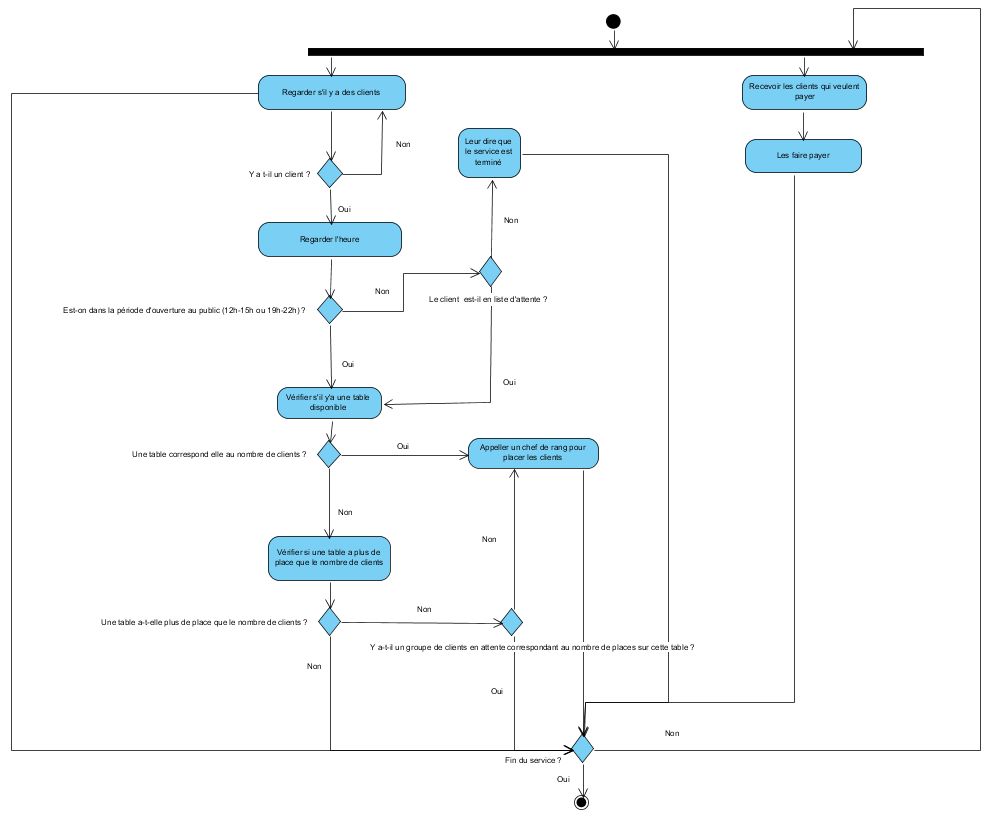 Regarder s'il y a des clients
Recevoir les clients qui veulent
payer
Non
Leur dire que
le service est
terminé
Les faire payer
Y a t-il un client ?
Oui
Regarder l'heure
Non
Non
Le client est-il en liste d'attente ?
Est-on dans la période d'ouverture au public (12h-15h ou 19h-22h) ?
Oui
Oui
Vérifier s'il y'a une table
disponible
Oui
Une table correspond elle au nombre de clients ?
Appeller un chef de rang pour
placer les clients
Non
Non
Vérifier si une table a plus de
place que le nombre de clients
Non
Une table a-t-elle plus de place que le nombre de clients ?
Y a-t-il un groupe de clients en attente correspondant au nombre de places sur cette table ?
Non
Oui
Non
Fin du service ?
Oui